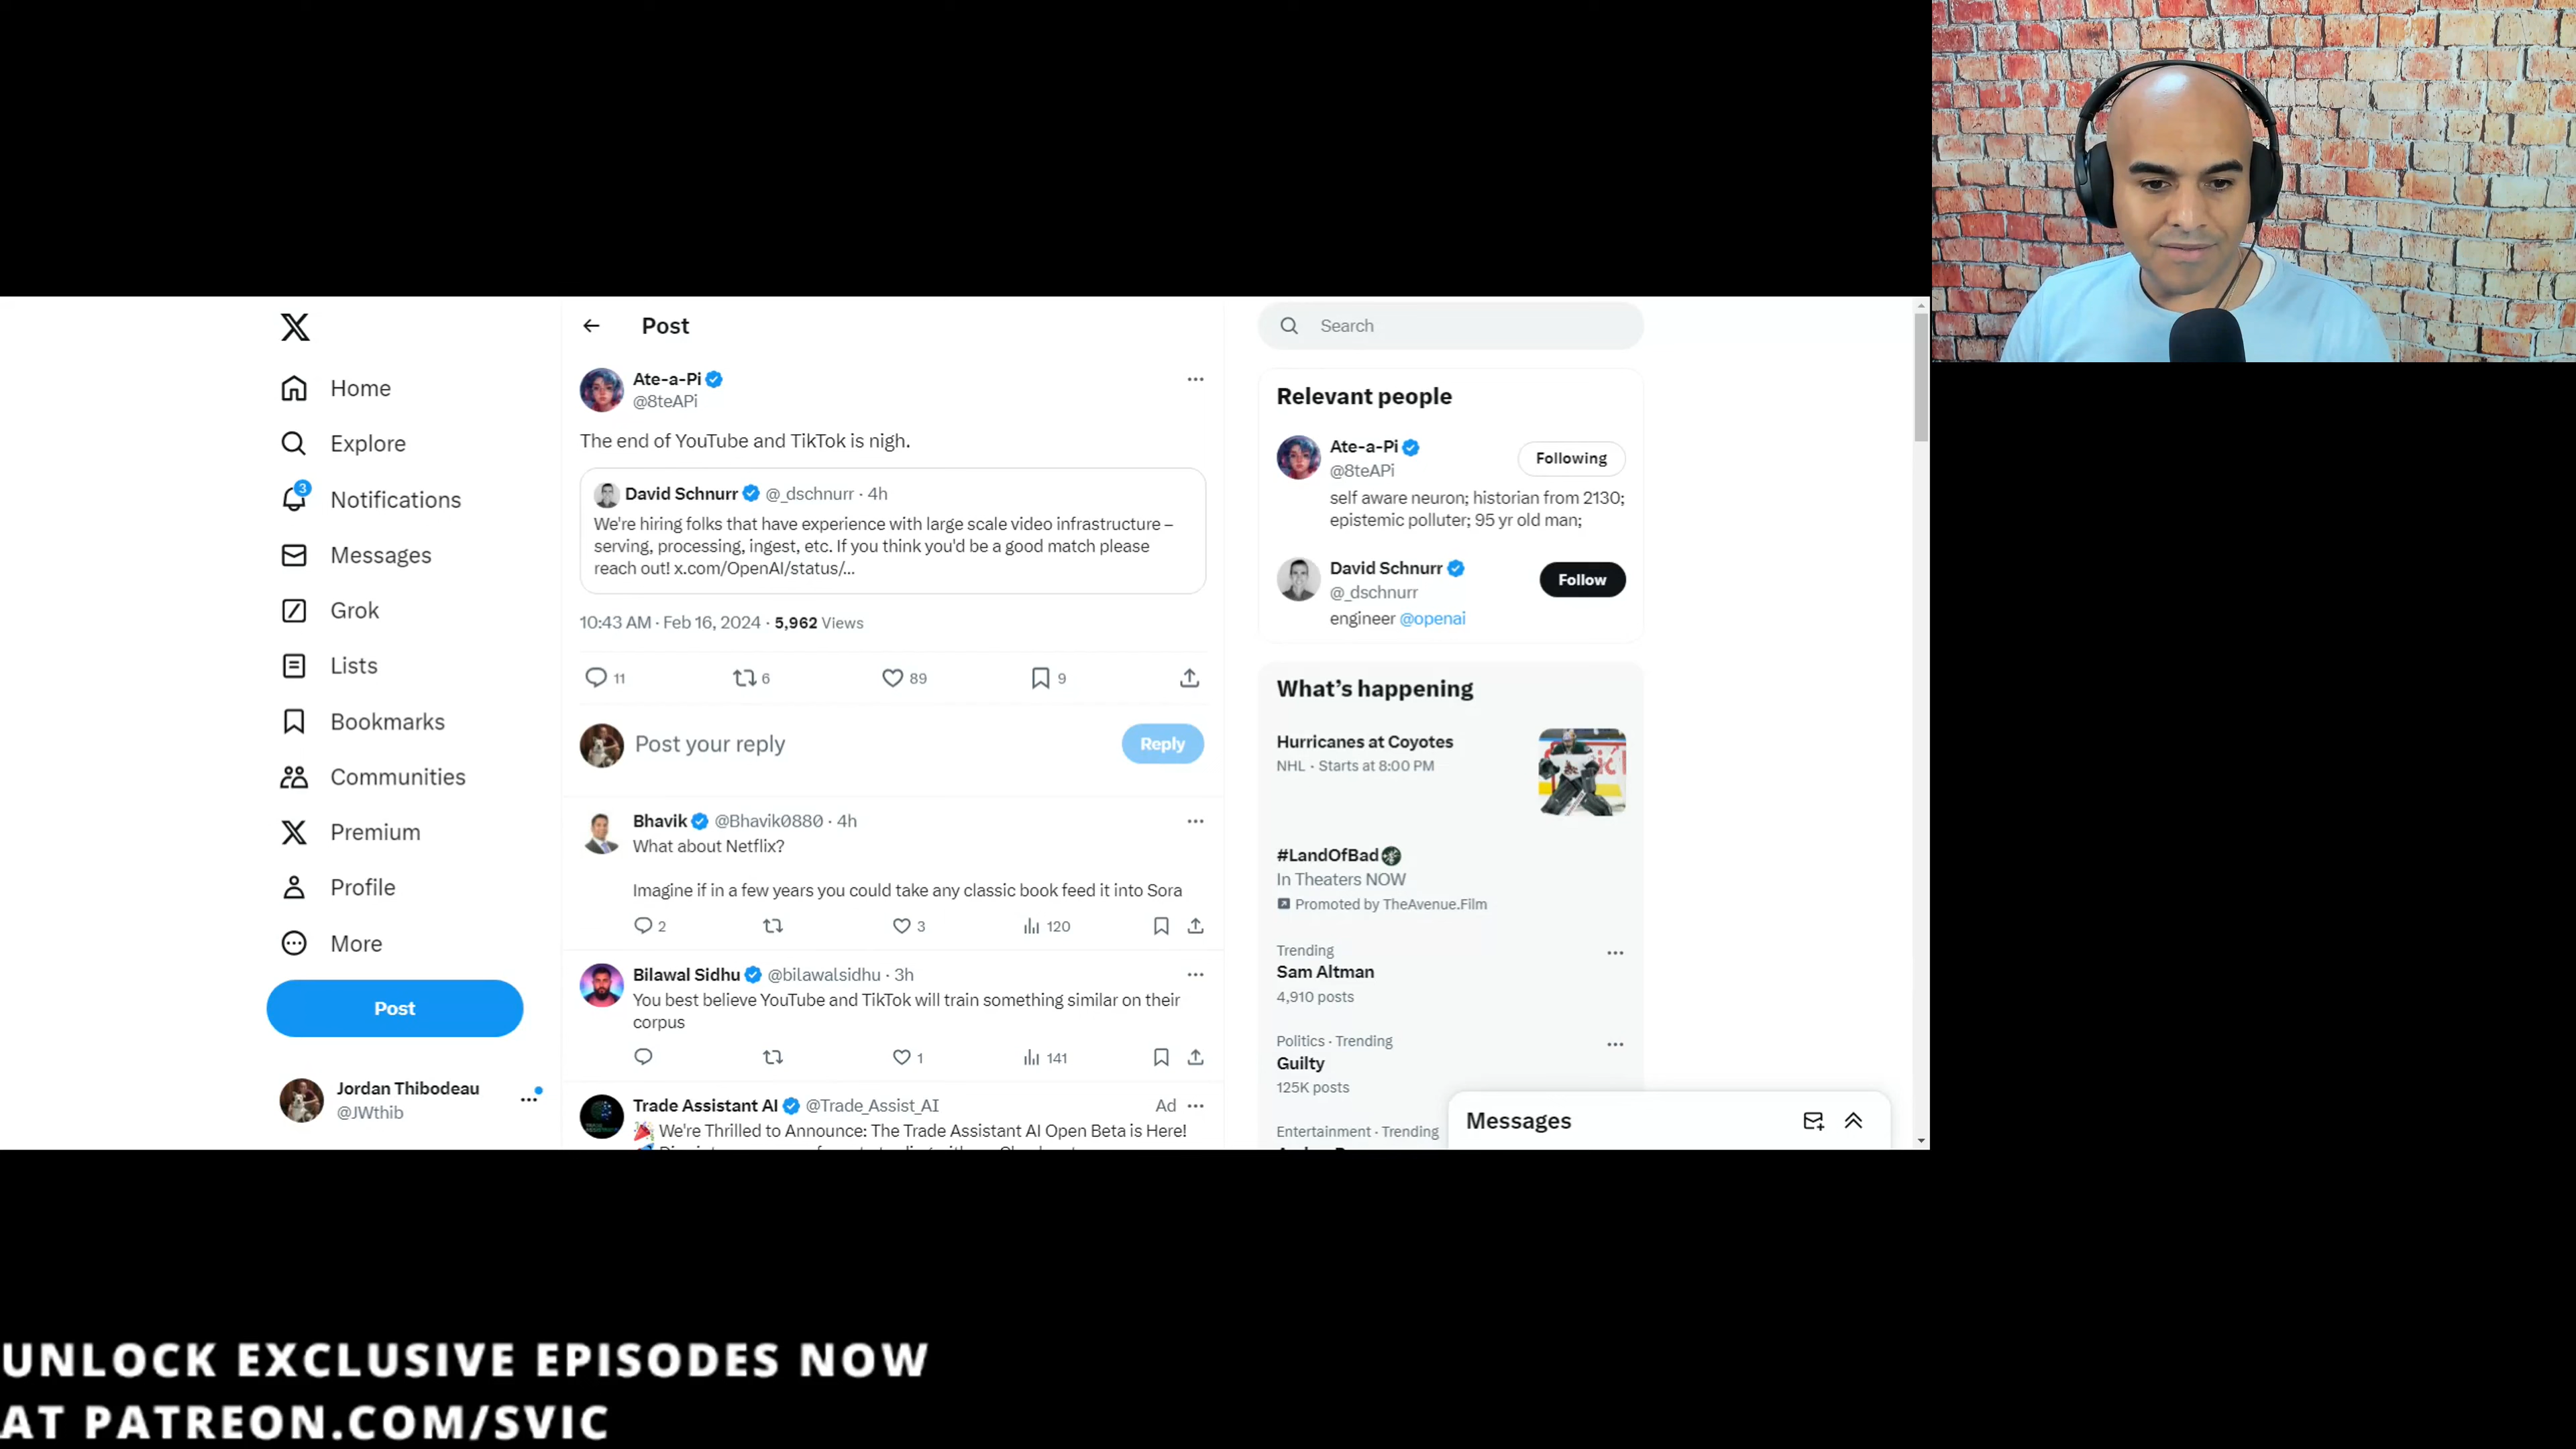 Post
Search
Home
Explore
3
Notifications
Messages
Grok
Lists
Bookmarks
Communities
Premium
Profile
More
Post
Jordan Thibodeau
@JWthib
Ate-a-Pi
@8teAPi
The end of YouTube and TikTok is nigh.
David Schnurr @_dschnurr · 4h
We're hiring folks that have experience with large scale video infrastructure –
serving, processing, ingest, etc. If you think you'd be a good match please
reach out! x.com/OpenAI/status/...
10:43 AM · Feb 16, 2024 · 5,962 Views
11 6 89 9
Post your reply
Reply
Bhavik @Bhavik0880 · 4h
What about Netflix?
Imagine if in a few years you could take any classic book feed it into Sora
2 3 120
Bilawal Sidhu @bilawalsidhu · 3h
You best believe YouTube and TikTok will train something similar on their
corpus
1 141
Trade Assistant AI @Trade_Assist_AI Ad
We're Thrilled to Announce: The Trade Assistant AI Open Beta is Here!
Relevant people
Ate-a-Pi
@8teAPi
Following
self aware neuron; historian from 2130;
epistemic polluter; 95 yr old man;
David Schnurr
@_dschnurr
Follow
engineer @openai
What's happening
Hurricanes at Coyotes
NHL · Starts at 8:00 PM
#LandOfBad
In Theaters NOW
Promoted by TheAvenue.Film
Trending
Sam Altman
4,910 posts
Politics · Trending
Guilty
125K posts
Entertainment · Trending
Messages
UNLOCK EXCLUSIVE EPISODES NOW
AT PATREON.COM/SVIC